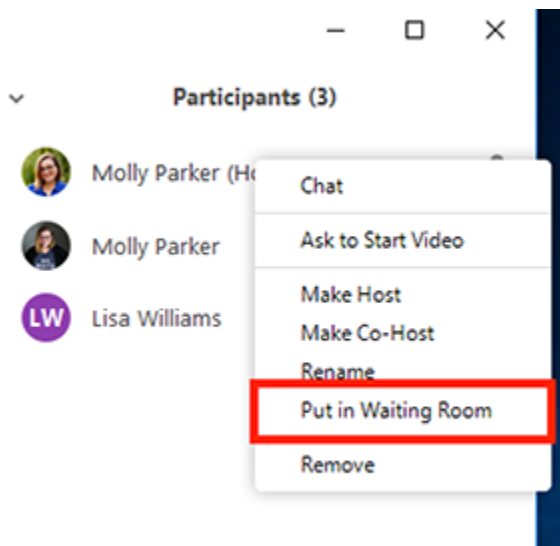 Participants (3)
Molly Parker (Ho
Molly Parker
LW Lisa Williams
Chat
Ask to Start Video
Make Host
Make Co-Host
Rename
Put in Waiting Room
Remove